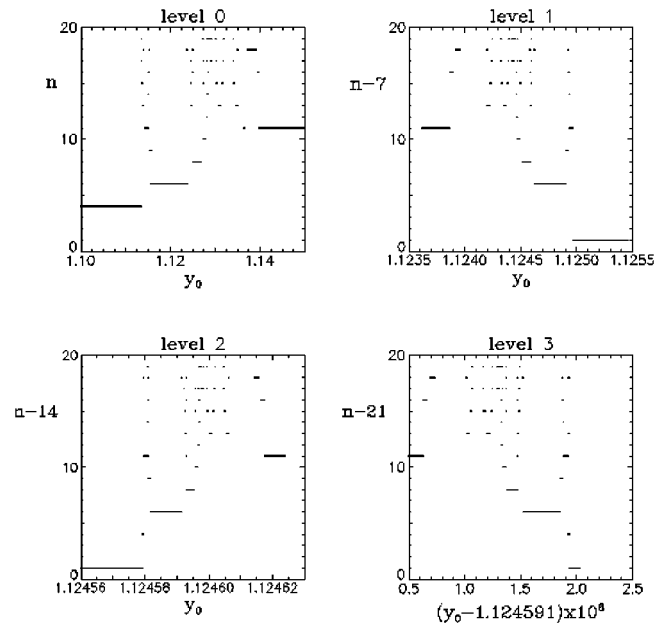 level 0
20
n
10
0
1.10
1.12
1.14
y₀
level 1
20
n-7
10
0
1.1235
1.1240
1.1245
1.1250
1.1255
y₀
level 2
20
n-14
10
0
1.12456
1.12458
1.12460
1.12462
y₀
level 3
20
n-21
10
0
0.5
1.0
1.5
2.0
2.5
(y₀-1.124591)x10⁶